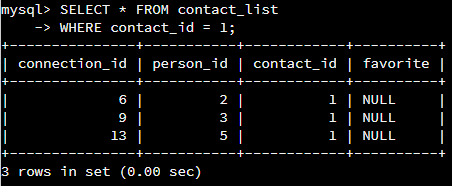 mysql> SELECT * FROM contact_list
    -> WHERE contact_id = 1;
+---------------+-----------+------------+----------+
| connection_id | person_id | contact_id | favorite |
+---------------+-----------+------------+----------+
|             6 |         2 |          1 | NULL     |
|             9 |         3 |          1 | NULL     |
|            13 |         5 |          1 | NULL     |
+---------------+-----------+------------+----------+
3 rows in set (0.00 sec)